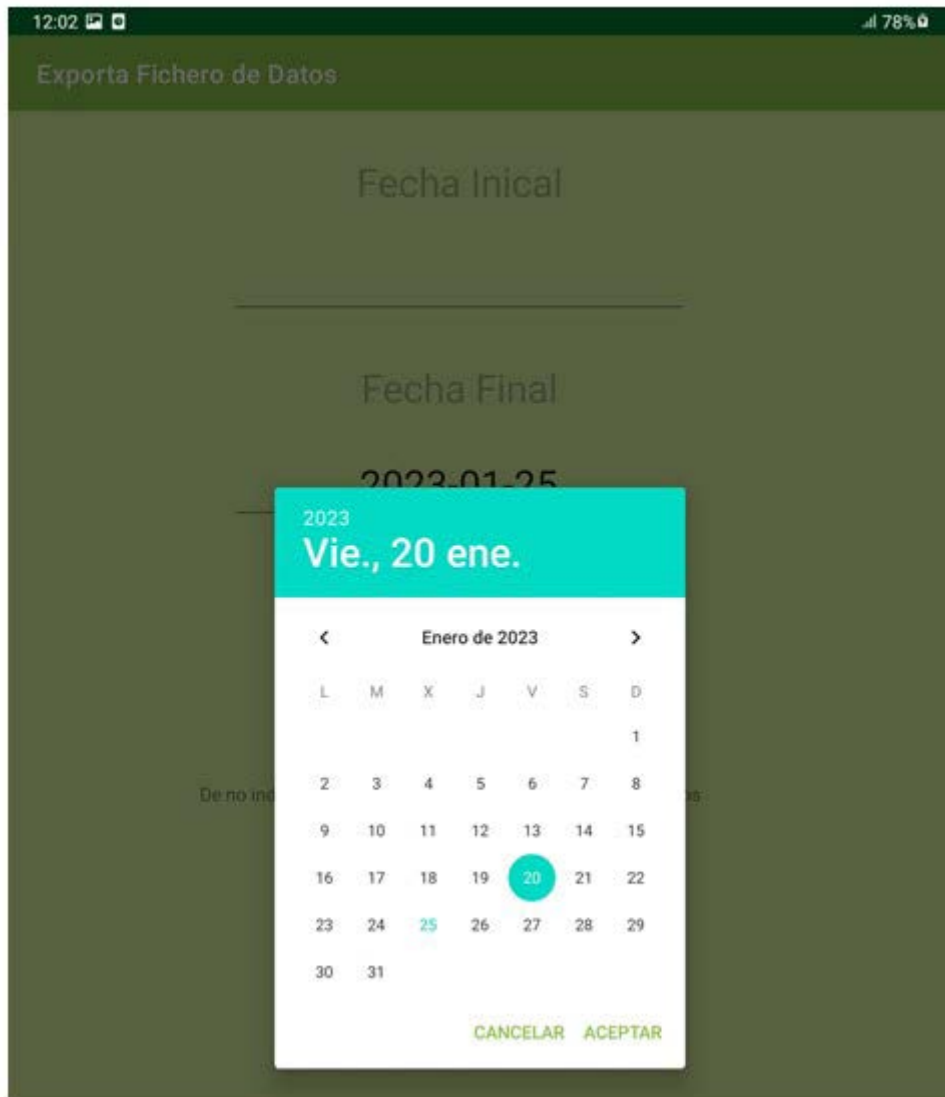 12:02
78%
Exporta Fichero de Datos
Fecha Inical
Fecha Final
2023-01-25
2023
Vie., 20 ene.
Enero de 2023
L M X J V S D
1
2 3 4 5 6 7 8
9 10 11 12 13 14 15
16 17 18 19 20 21 22
23 24 25 26 27 28 29
30 31
De no
CANCELAR ACEPTAR